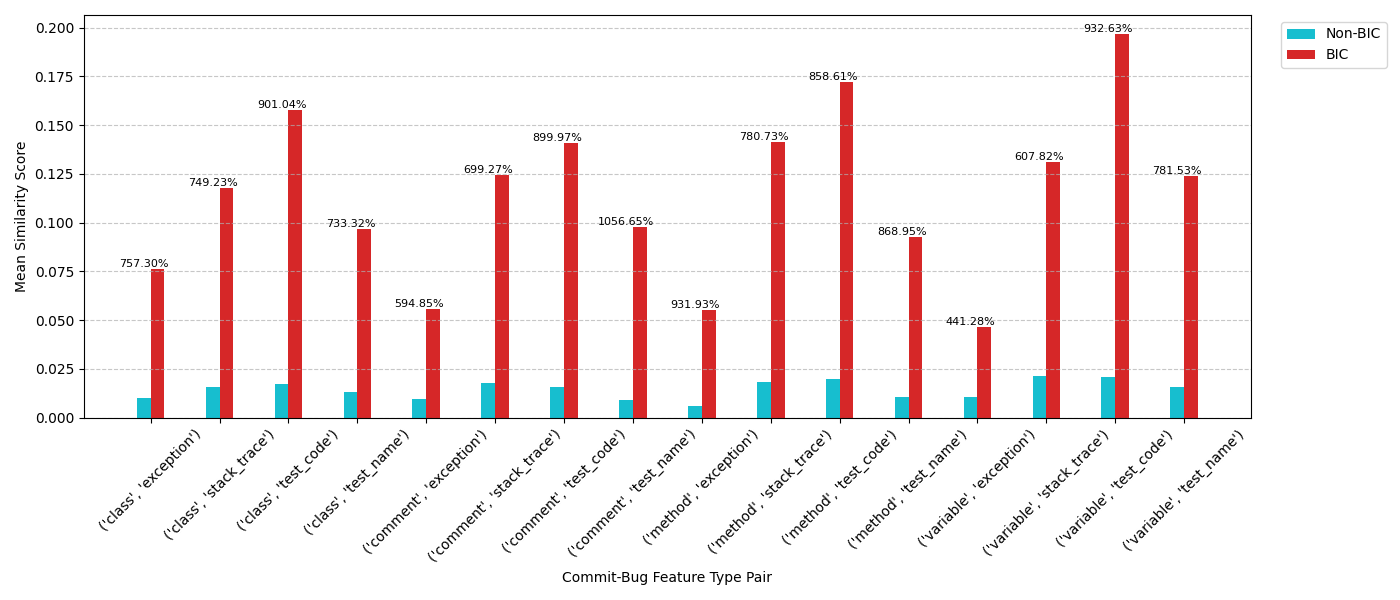 Mean Similarity Score
0.200
0.175
0.150
0.125
0.100
0.075
0.050
0.025
0.000
757.30%
749.23%
901.04%
733.32%
594.85%
699.27%
899.97%
1056.65%
931.93%
780.73%
858.61%
868.95%
441.28%
607.82%
932.63%
781.53%
Non-BIC
BIC
('class', 'exception')
('class', 'stack_trace')
('class', 'test_code')
('class', 'test_name')
('comment', 'exception')
('comment', 'stack_trace')
('comment', 'test_code')
('comment', 'test_name')
('method', 'exception')
('method', 'stack_trace')
('method', 'test_code')
('method', 'test_name')
('variable', 'exception')
('variable', 'stack_trace')
('variable', 'test_code')
('variable', 'test_name')
Commit-Bug Feature Type Pair